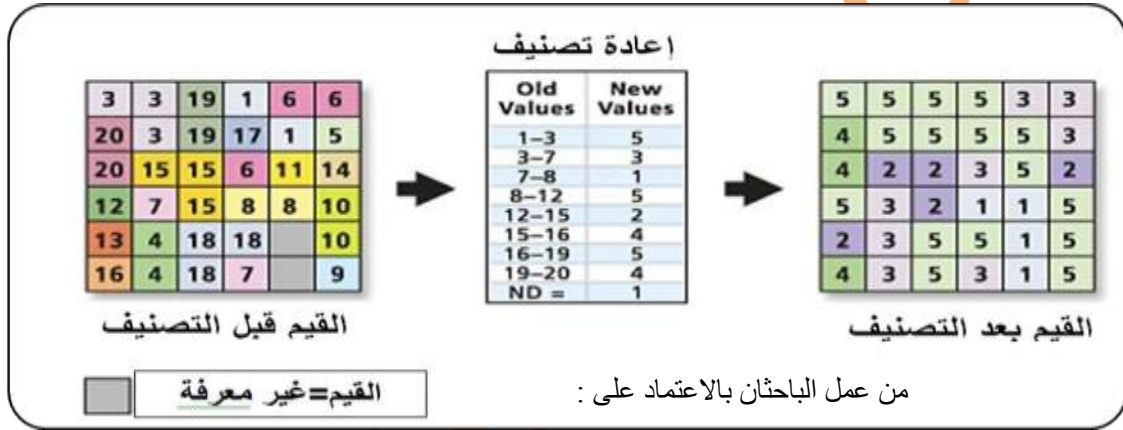 إعادة تصنيف
3 3 19 1 6 6
20 3 19 17 1 5
20 15 15 6 11 14
12 7 15 8 8 10
13 4 18 18 10
16 4 18 7 9
القيم قبل التصنيف
Old Values New Values
1–3 5
3–7 3
7–8 1
8–12 5
12–15 2
15–16 4
16–19 5
19–20 4
ND = 1
5 5 5 5 3 3
4 5 5 5 5 3
4 2 2 3 5 2
5 3 2 1 1 5
2 3 5 5 1 5
4 3 5 3 1 5
القيم بعد التصنيف
القيم=غير معرفة
من عمل الباحثان بالاعتماد على :